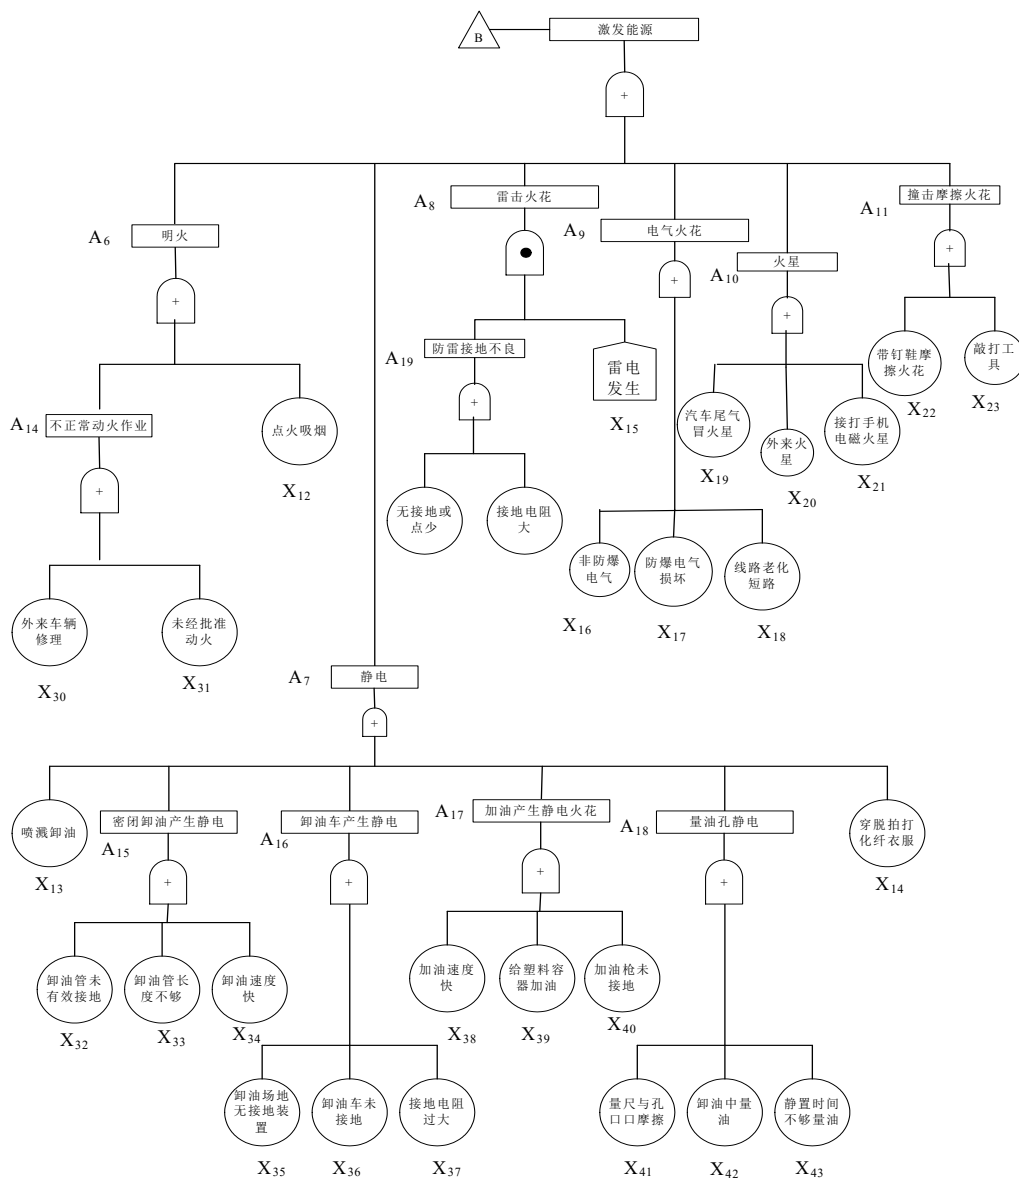 B
激发能源
+
A8
雷击火花
A11
撞击摩擦火花
A6
明火
A9
电气火花
+
A10
火星
+
+
+
A19
防雷接地不良
雷电
发生
X15
+
带钉鞋摩
擦火花
X22
敲打工
具
X23
A14
不正常动火作业
点火吸烟
X12
+
汽车尾气
冒火星
X19
外来火
星
X20
接打手机
电磁火星
X21
+
无接地或
点少
接地电阻
大
非防爆
电气
X16
防爆电气
损坏
X17
线路老化
短路
X18
外来车辆
修理
X30
未经批准
动火
X31
A7
静电
+
喷溅卸油
X13
密闭卸油产生静电
A15
卸油车产生静电
A16
A17
加油产生静电火花
A18
量油孔静电
穿脱拍打
化纤衣服
X14
+
+
+
+
卸油管未
有效接地
X32
卸油管长
度不够
X33
卸油速度
快
X34
加油速度
快
X38
给塑料容
器加油
X39
加油枪未
接地
X40
卸油场地
无接地装
置
X35
卸油车未
接地
X36
接地电阻
过大
X37
量尺与孔
口口摩擦
X41
卸油中量
油
X42
静置时间
不够量油
X43